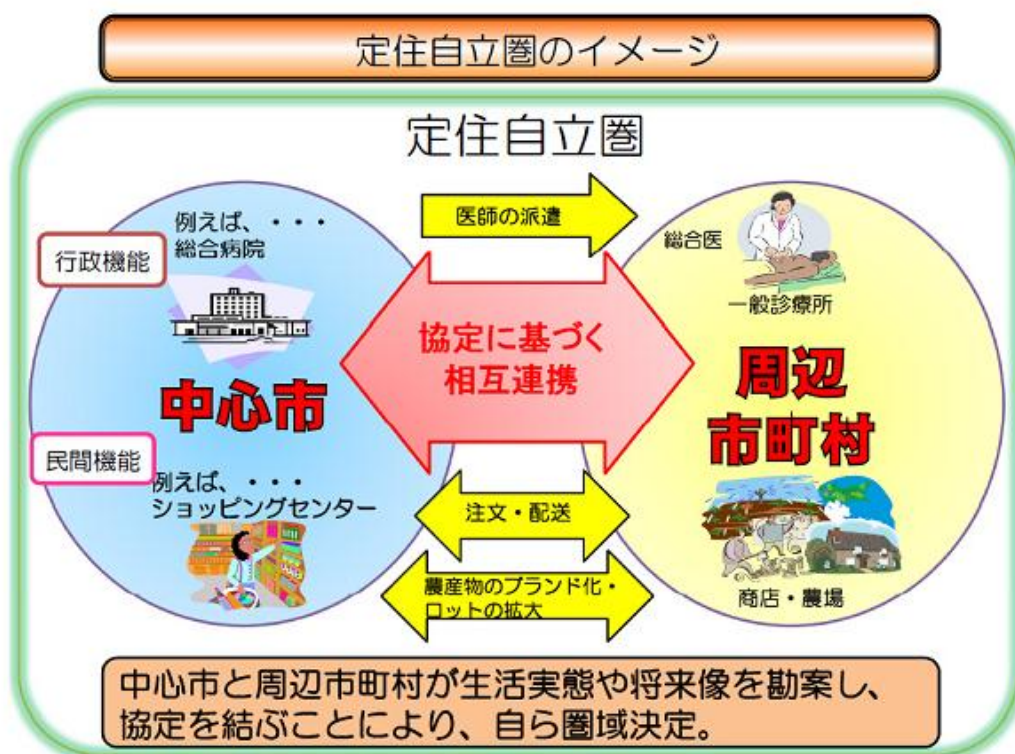 定住自立圏のイメージ
定住自立圏
医師の派遣
例えば、・・・
総合病院
行政機能
総合医
一般診療所
協定に基づく
相互連携
中心市
周辺
市町村
民間機能
例えば、・・・
ショッピングセンター
注文・配送
農産物のブランド化・
ロットの拡大
商店・農場
中心市と周辺市町村が生活実態や将来像を勘案し、
協定を結ぶことにより、自ら圏域決定。